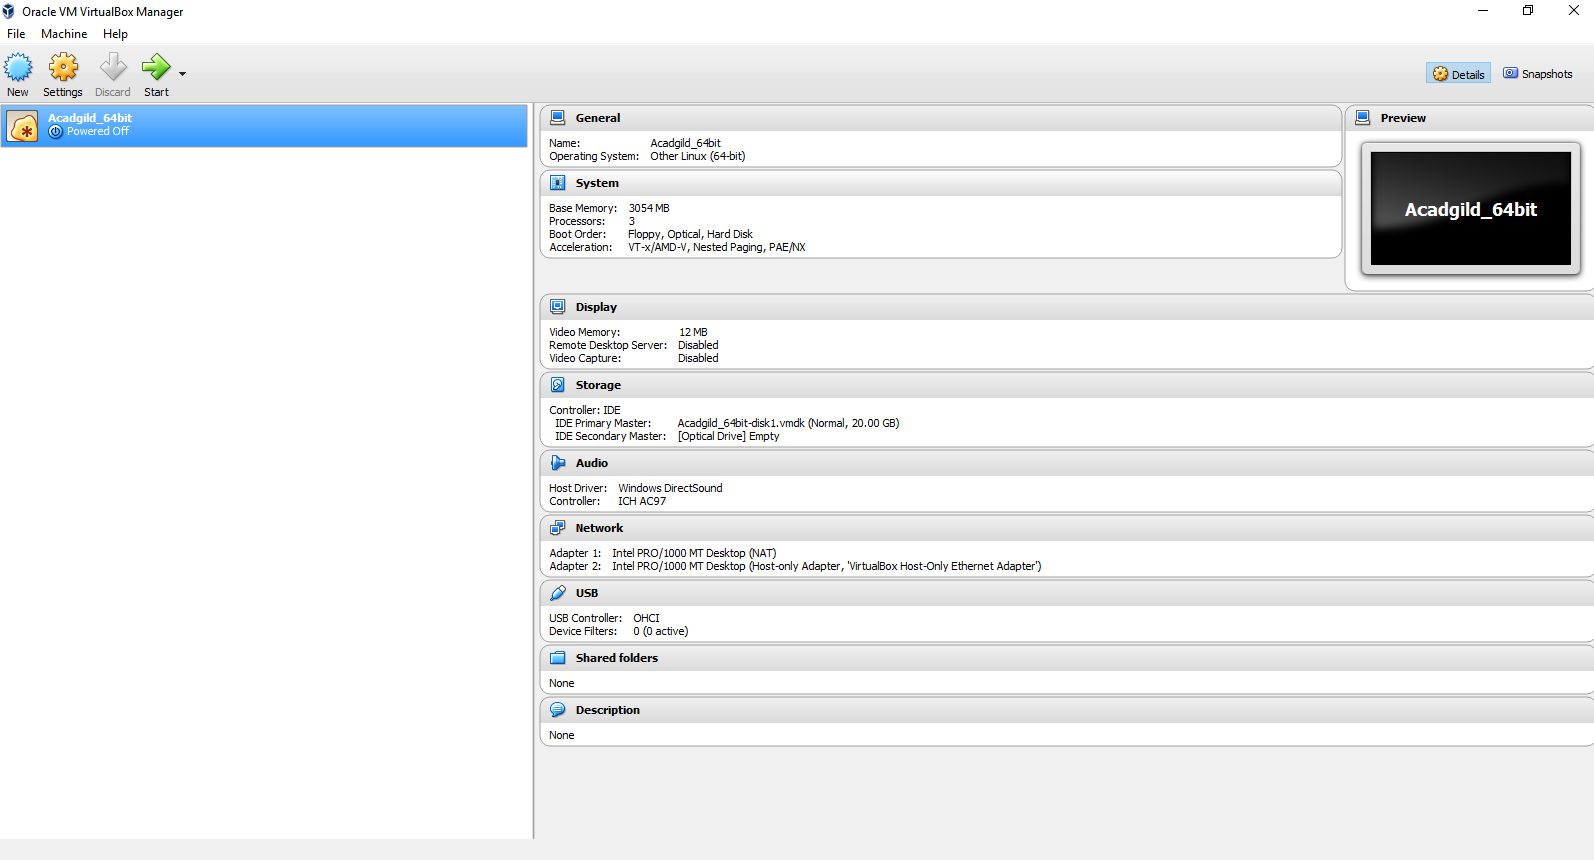 Oracle VM VirtualBox Manager
File Machine Help
New Settings Discard Start
Details Snapshots
Acadgild_64bit
Powered Off
General
Name: Acadgild_64bit
Operating System: Other Linux (64-bit)
System
Base Memory: 3054 MB
Processors: 3
Boot Order: Floppy, Optical, Hard Disk
Acceleration: VT-x/AMD-V, Nested Paging, PAE/NX
Preview
Acadgild_64bit
Display
Video Memory: 12 MB
Remote Desktop Server: Disabled
Video Capture: Disabled
Storage
Controller: IDE
IDE Primary Master: Acadgild_64bit-disk1.vmdk (Normal, 20.00 GB)
IDE Secondary Master: [Optical Drive] Empty
Audio
Host Driver: Windows DirectSound
Controller: ICH AC97
Network
Adapter 1: Intel PRO/1000 MT Desktop (NAT)
Adapter 2: Intel PRO/1000 MT Desktop (Host-only Adapter, 'VirtualBox Host-Only Ethernet Adapter')
USB
USB Controller: OHCI
Device Filters: 0 (0 active)
Shared folders
None
Description
None